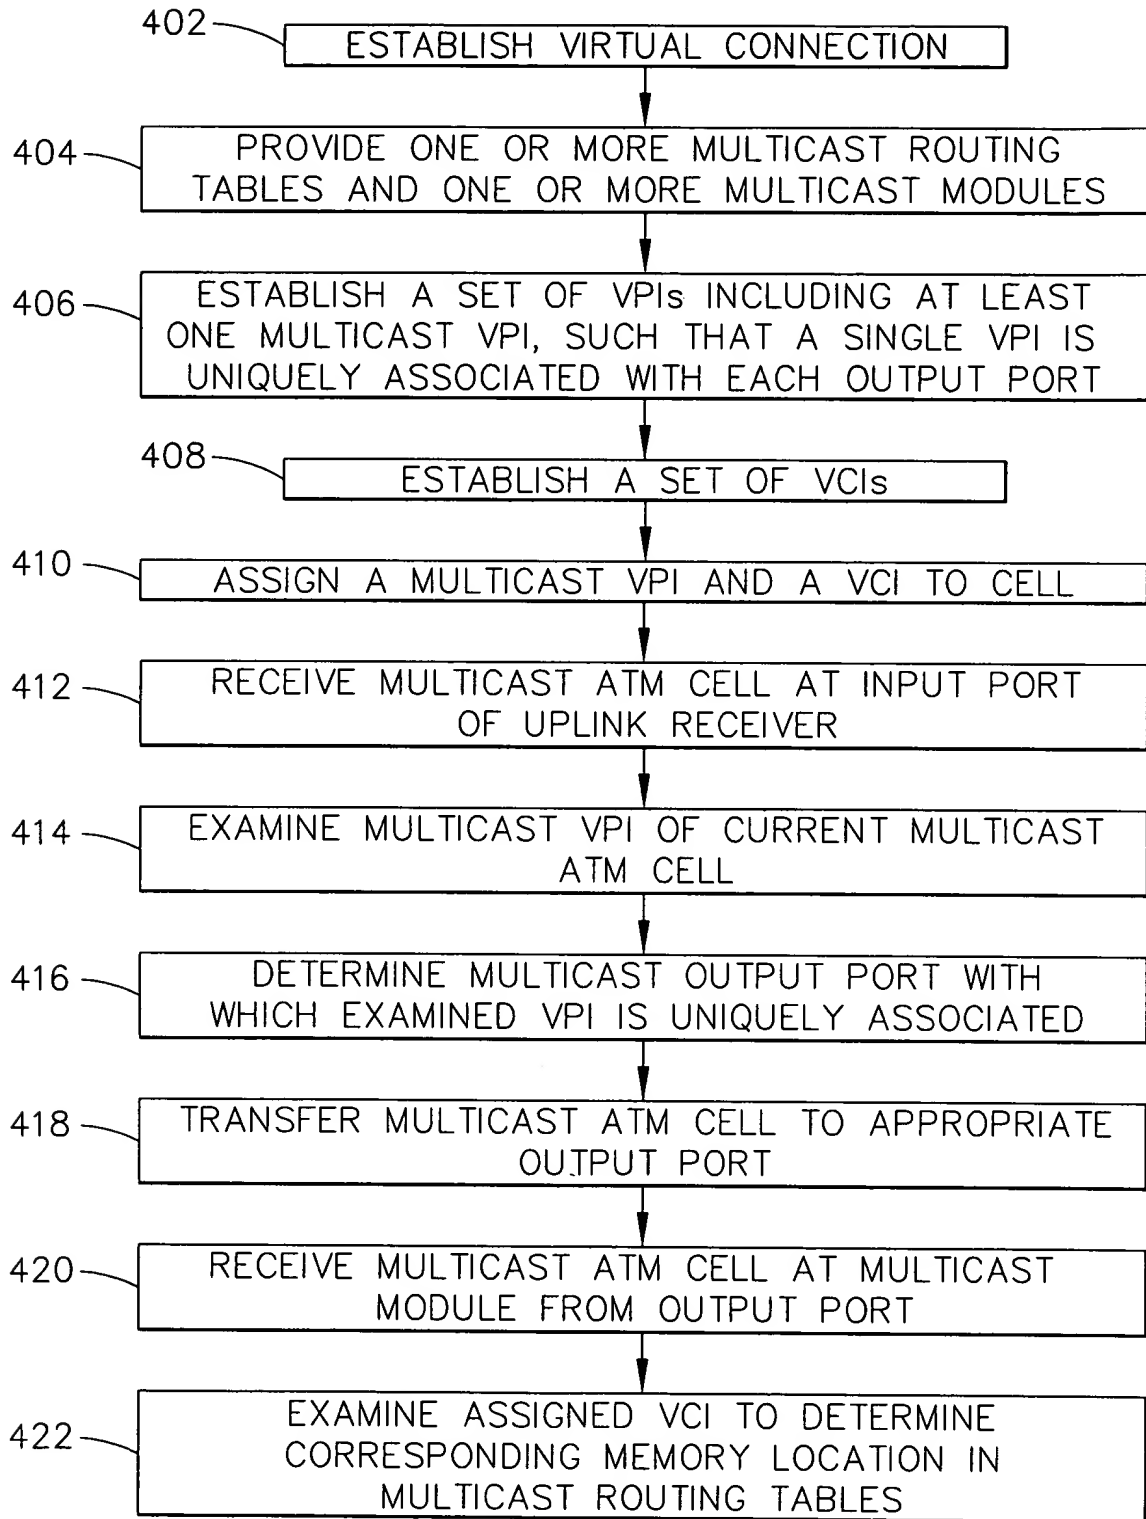 402
ESTABLISH VIRTUAL CONNECTION
404
PROVIDE ONE OR MORE MULTICAST ROUTING
TABLES AND ONE OR MORE MULTICAST MODULES
406
ESTABLISH A SET OF VPIs INCLUDING AT LEAST
ONE MULTICAST VPI, SUCH THAT A SINGLE VPI IS
UNIQUELY ASSOCIATED WITH EACH OUTPUT PORT
408
ESTABLISH A SET OF VCIs
410
ASSIGN A MULTICAST VPI AND A VCI TO CELL
412
RECEIVE MULTICAST ATM CELL AT INPUT PORT
OF UPLINK RECEIVER
414
EXAMINE MULTICAST VPI OF CURRENT MULTICAST
ATM CELL
416
DETERMINE MULTICAST OUTPUT PORT WITH
WHICH EXAMINED VPI IS UNIQUELY ASSOCIATED
418
TRANSFER MULTICAST ATM CELL TO APPROPRIATE
OUTPUT PORT
420
RECEIVE MULTICAST ATM CELL AT MULTICAST
MODULE FROM OUTPUT PORT
422
EXAMINE ASSIGNED VCI TO DETERMINE
CORRESPONDING MEMORY LOCATION IN
MULTICAST ROUTING TABLES